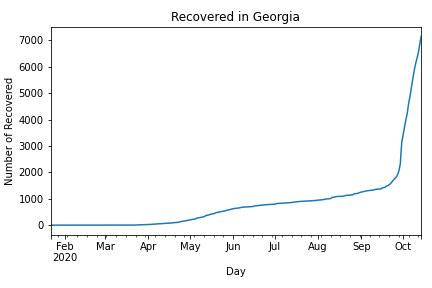 Recovered in Georgia
Number of Recovered
7000
6000
5000
4000
3000
2000
1000
0
Feb Mar Apr May Jun Jul Aug Sep Oct
2020
Day